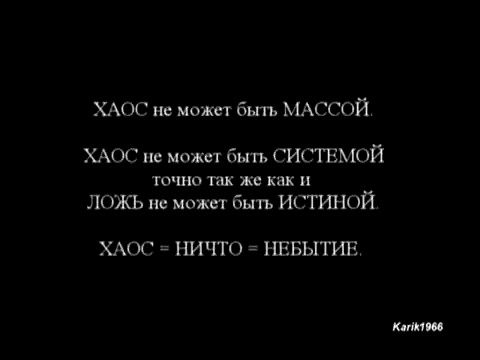 ХАОС не может быть МАССОЙ.
ХАОС не может быть СИСТЕМОЙ
точно так же как и
ЛОЖЬ не может быть ИСТИНОЙ.
ХАОС = НИЧТО = НЕБЫТИЕ.
Karik1966